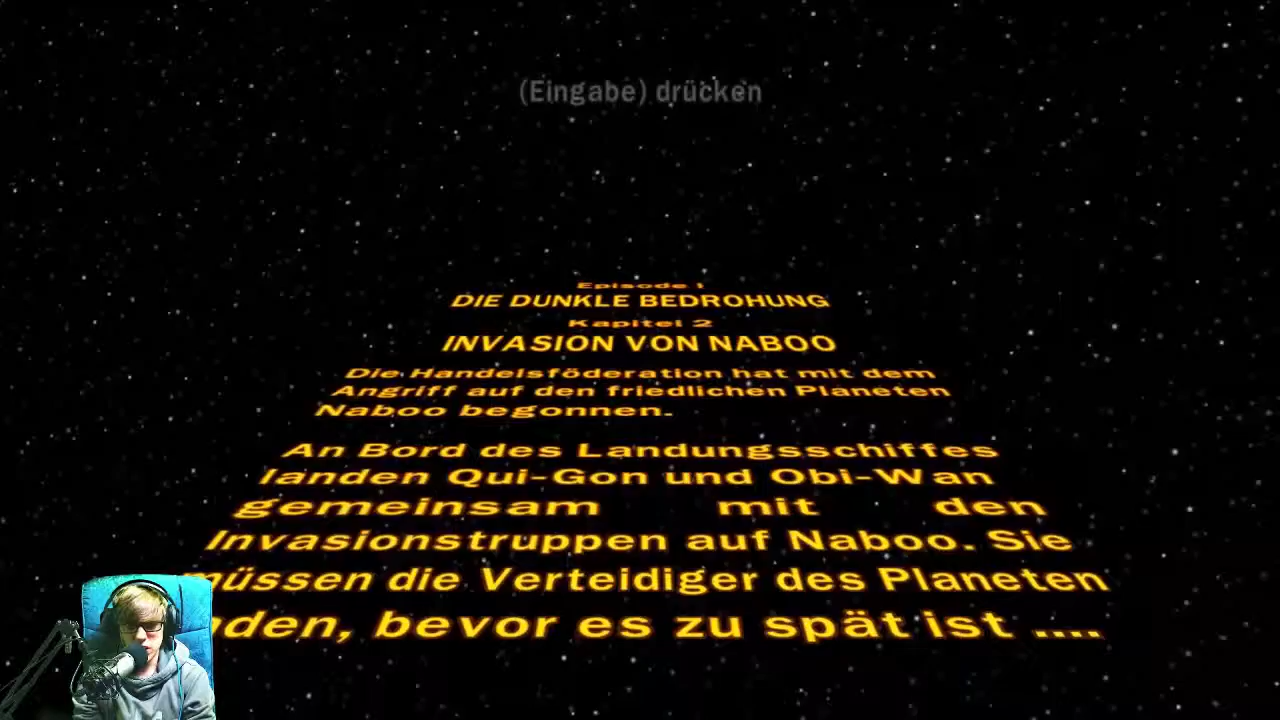 (Eingabe) drücken
Episode I
DIE DUNKLE BEDROHUNG
Kapitel 2
INVASION VON NABOO
Die Handelsföderation hat mit dem
Angriff auf den friedlichen Planeten
Naboo begonnen.
An Bord des Landungsschiffes
landen Qui-Gon und Obi-Wan
gemeinsam mit den
Invasionstruppen auf Naboo. Sie
müssen die Verteidiger des Planeten
bevor es zu spät ist ....